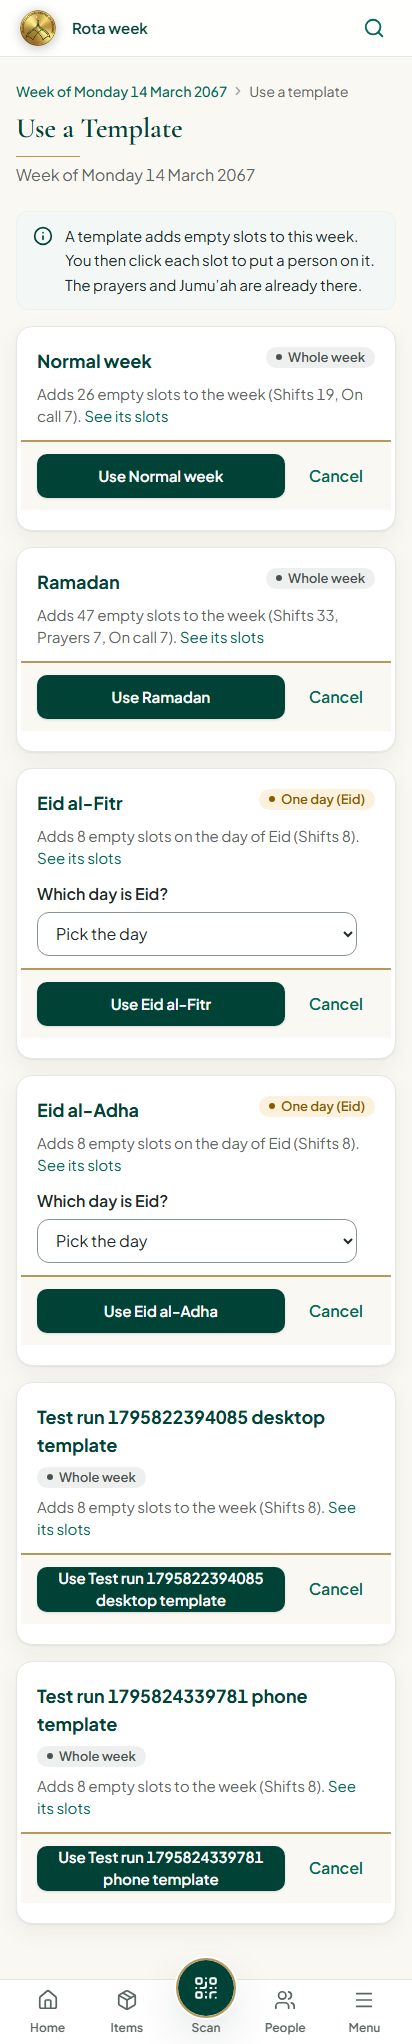 Rota week
Week of Monday 14 March 2067 > Use a template
Use a Template
Week of Monday 14 March 2067
A template adds empty slots to this week.
You then click each slot to put a person on it.
The prayers and Jumu'ah are already there.
Normal week
Whole week
Adds 26 empty slots to the week (Shifts 19, On
call 7). See its slots
Use Normal week
Cancel
Ramadan
Whole week
Adds 47 empty slots to the week (Shifts 33,
Prayers 7, On call 7). See its slots
Use Ramadan
Cancel
Eid al-Fitr
One day (Eid)
Adds 8 empty slots on the day of Eid (Shifts 8).
See its slots
Which day is Eid?
Pick the day
Use Eid al-Fitr
Cancel
Eid al-Adha
One day (Eid)
Adds 8 empty slots on the day of Eid (Shifts 8).
See its slots
Which day is Eid?
Pick the day
Use Eid al-Adha
Cancel
Test run 1795822394085 desktop
template
Whole week
Adds 8 empty slots to the week (Shifts 8). See
its slots
Use Test run 1795822394085
desktop template
Cancel
Test run 1795824339781 phone
template
Whole week
Adds 8 empty slots to the week (Shifts 8). See
its slots
Use Test run 1795824339781
phone template
Cancel
Home
Items
Scan
People
Menu